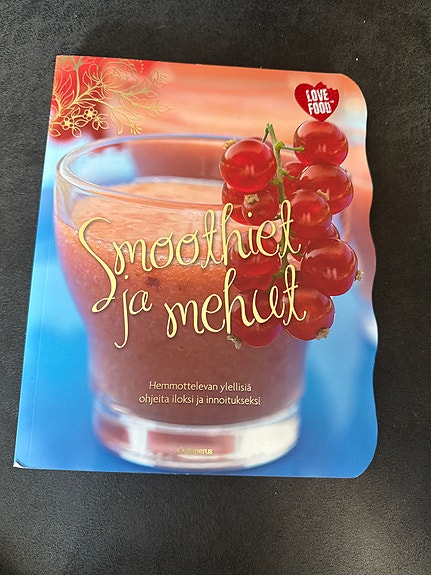 LOVE
FOOD
Smoothiet
ja mehut
Hemmottelevan ylellisiä
ohjeita iloksi ja innoitukseksi